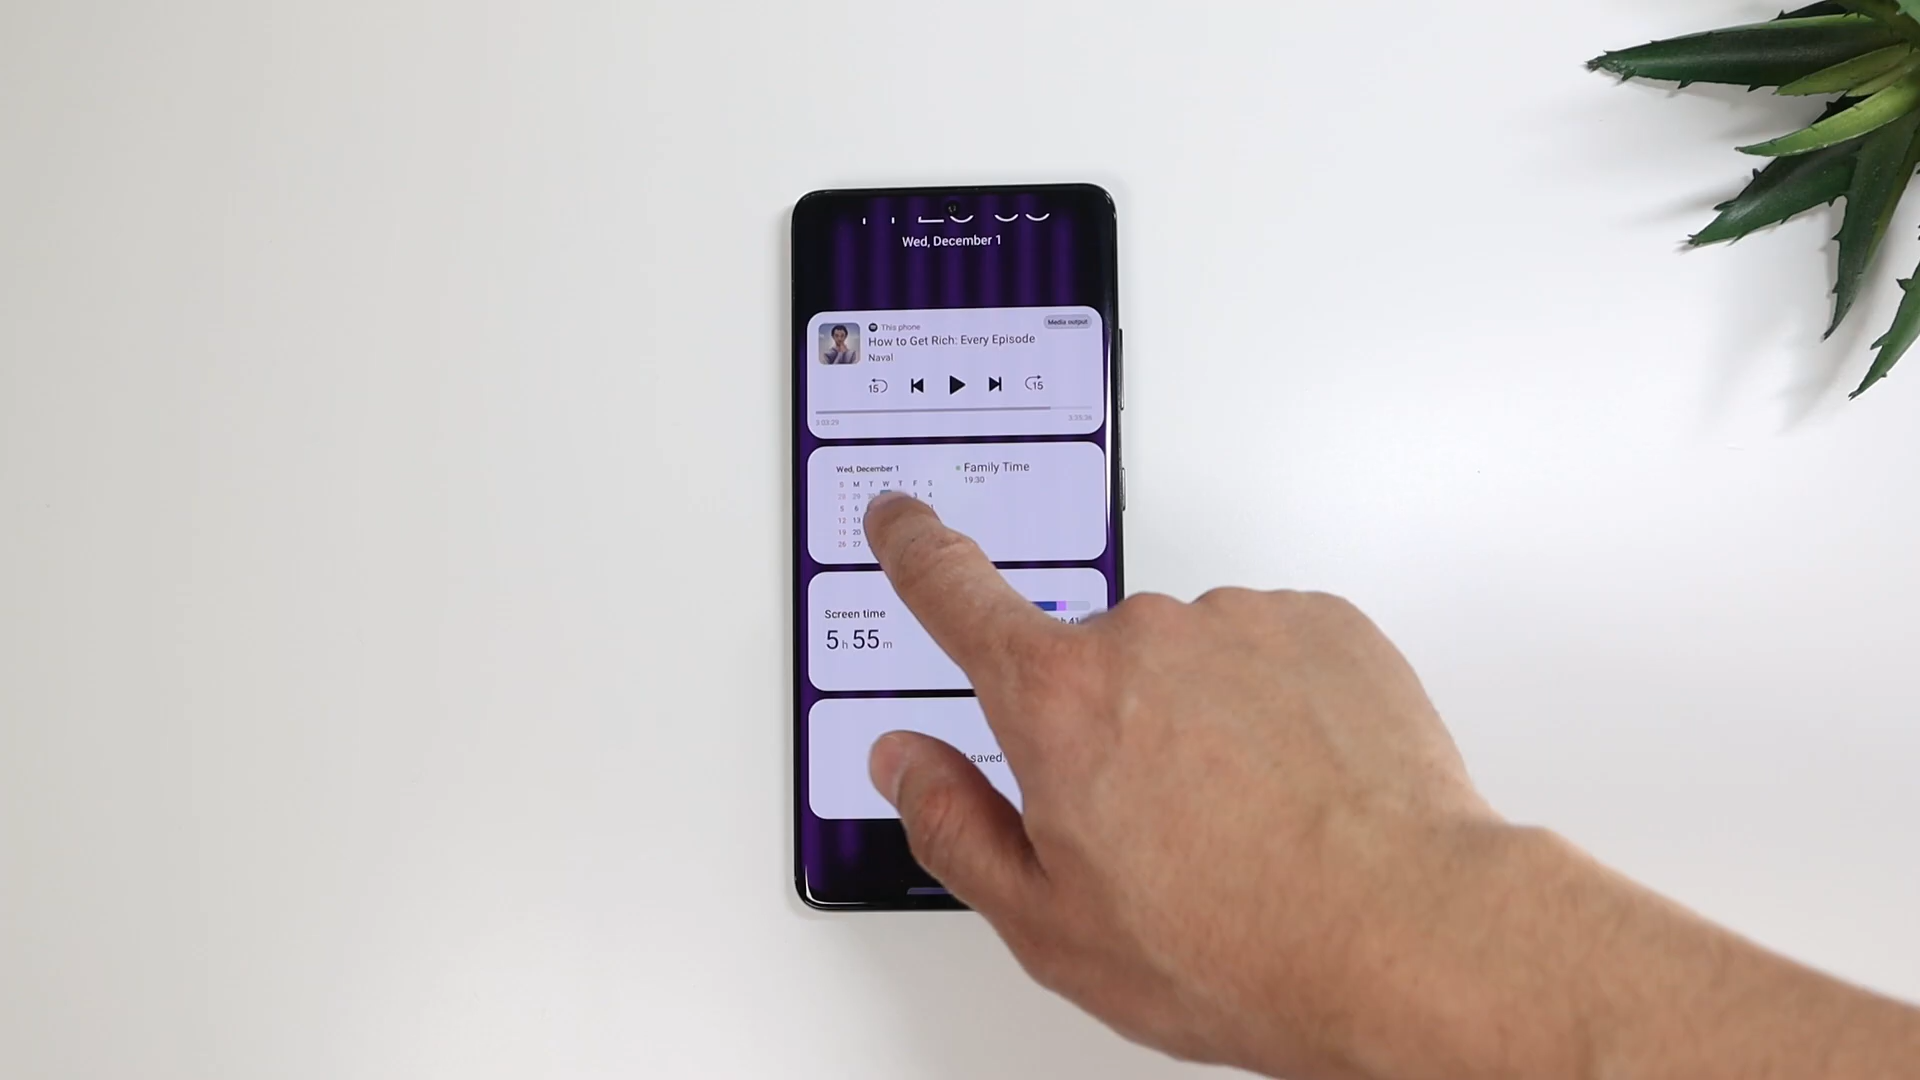 Wed, December 1
This phone
Media output
How to Get Rich: Every Episode
Naval
15
15
3:03:29
3:35:36
Wed, December 1
S M T W T F S
28 29 30 3 4
5 6
12 13
19 20
26 27
Family Time
19:30
Screen time
5 h 55 m
h 41
saved.